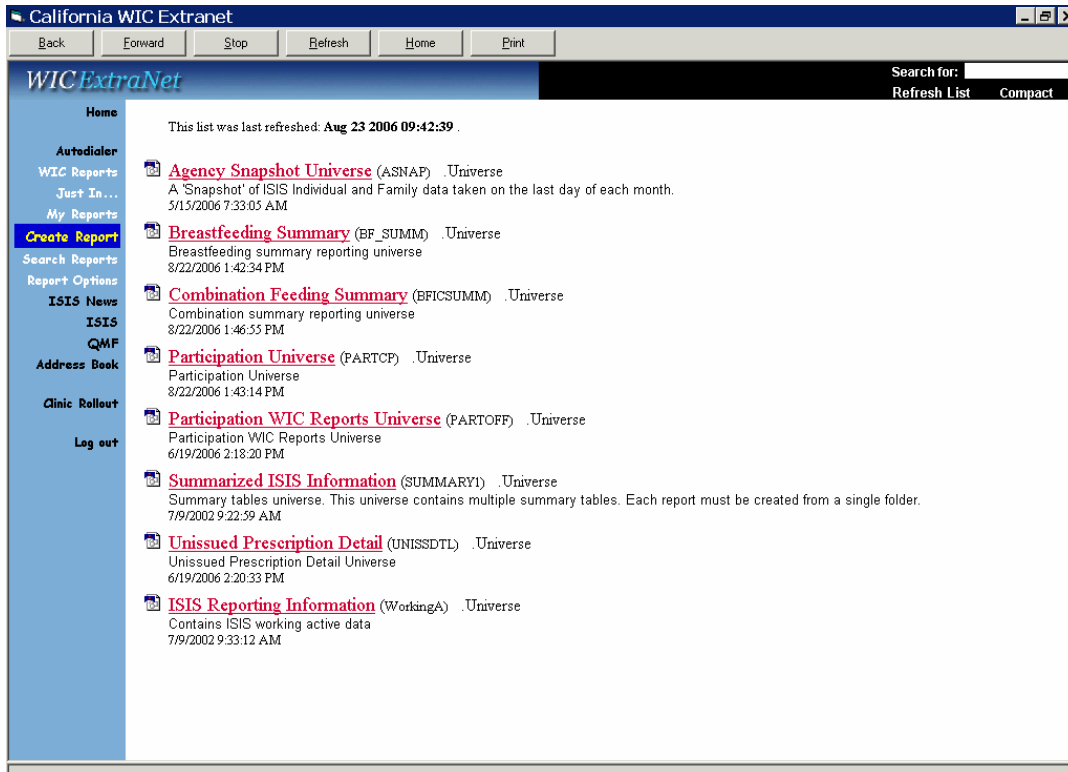 California WIC Extranet
Back Forward Stop Refresh Home Print
WIC ExtraNet
Search for:
Refresh List Compact
Home
Autodialer
WIC Reports
Just In...
My Reports
Create Report
Search Reports
Report Options
ISIS News
ISIS
QMF
Address Book
Clinic Rollout
Log out
This list was last refreshed: Aug 23 2006 09:42:39 .
Agency Snapshot Universe (ASNAP) .Universe
A 'Snapshot' of ISIS Individual and Family data taken on the last day of each month.
5/15/2006 7:33:05 AM
Breastfeeding Summary (BF_SUMM) .Universe
Breastfeeding summary reporting universe
8/22/2006 1:42:34 PM
Combination Feeding Summary (BFICSUMM) .Universe
Combination summary reporting universe
8/22/2006 1:46:55 PM
Participation Universe (PARTCP) .Universe
Participation Universe
8/22/2006 1:43:14 PM
Participation WIC Reports Universe (PARTOFF) .Universe
Participation WIC Reports Universe
6/19/2006 2:18:20 PM
Summarized ISIS Information (SUMMARY1) .Universe
Summary tables universe. This universe contains multiple summary tables. Each report must be created from a single folder.
7/9/2002 9:22:59 AM
Unissued Prescription Detail (UNISSDTL) .Universe
Unissued Prescription Detail Universe
6/19/2006 2:20:33 PM
ISIS Reporting Information (WorkingA) .Universe
Contains ISIS working active data
7/9/2002 9:33:12 AM